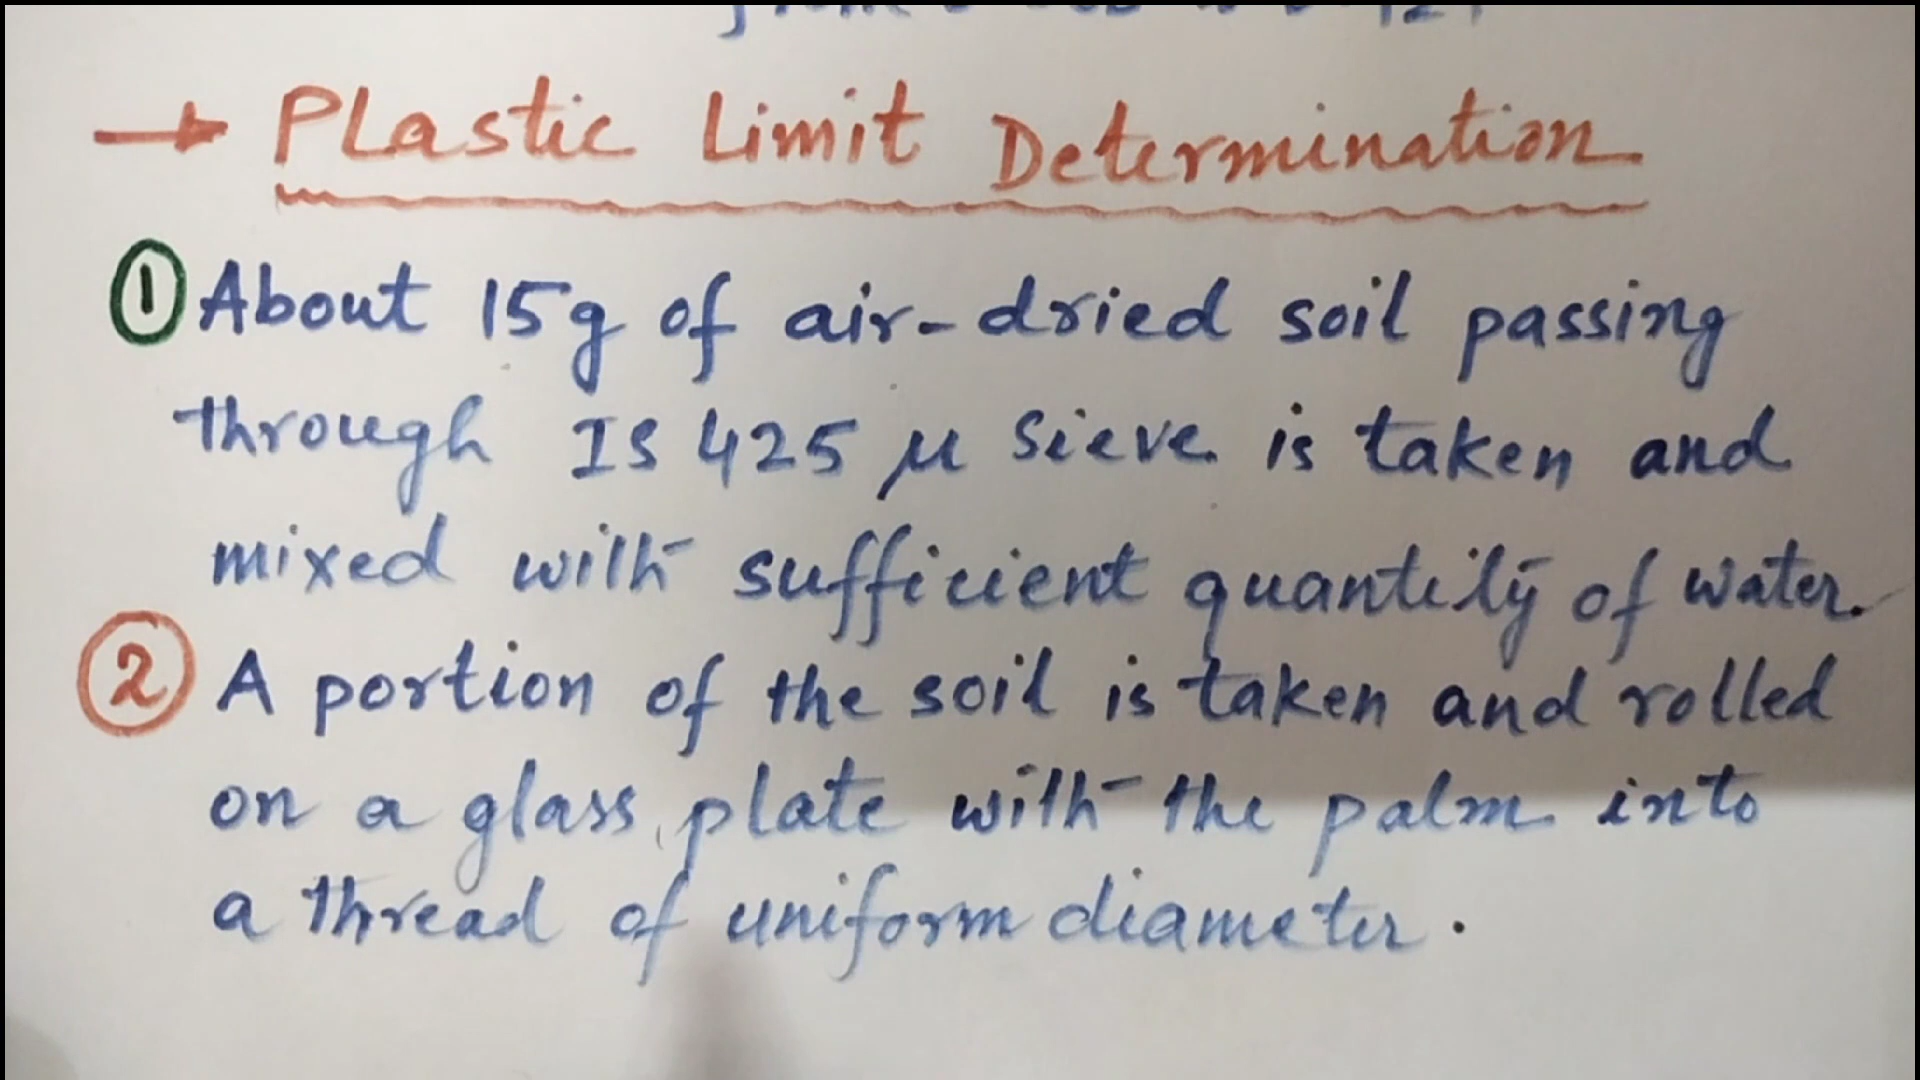 → Plastic Limit Determination
① About 15g of air-dried soil passing
through IS 425 μ sieve is taken and
mixed with sufficient quantity of water.
② A portion of the soil is taken and rolled
on a glass plate with the palm into
a thread of uniform diameter.